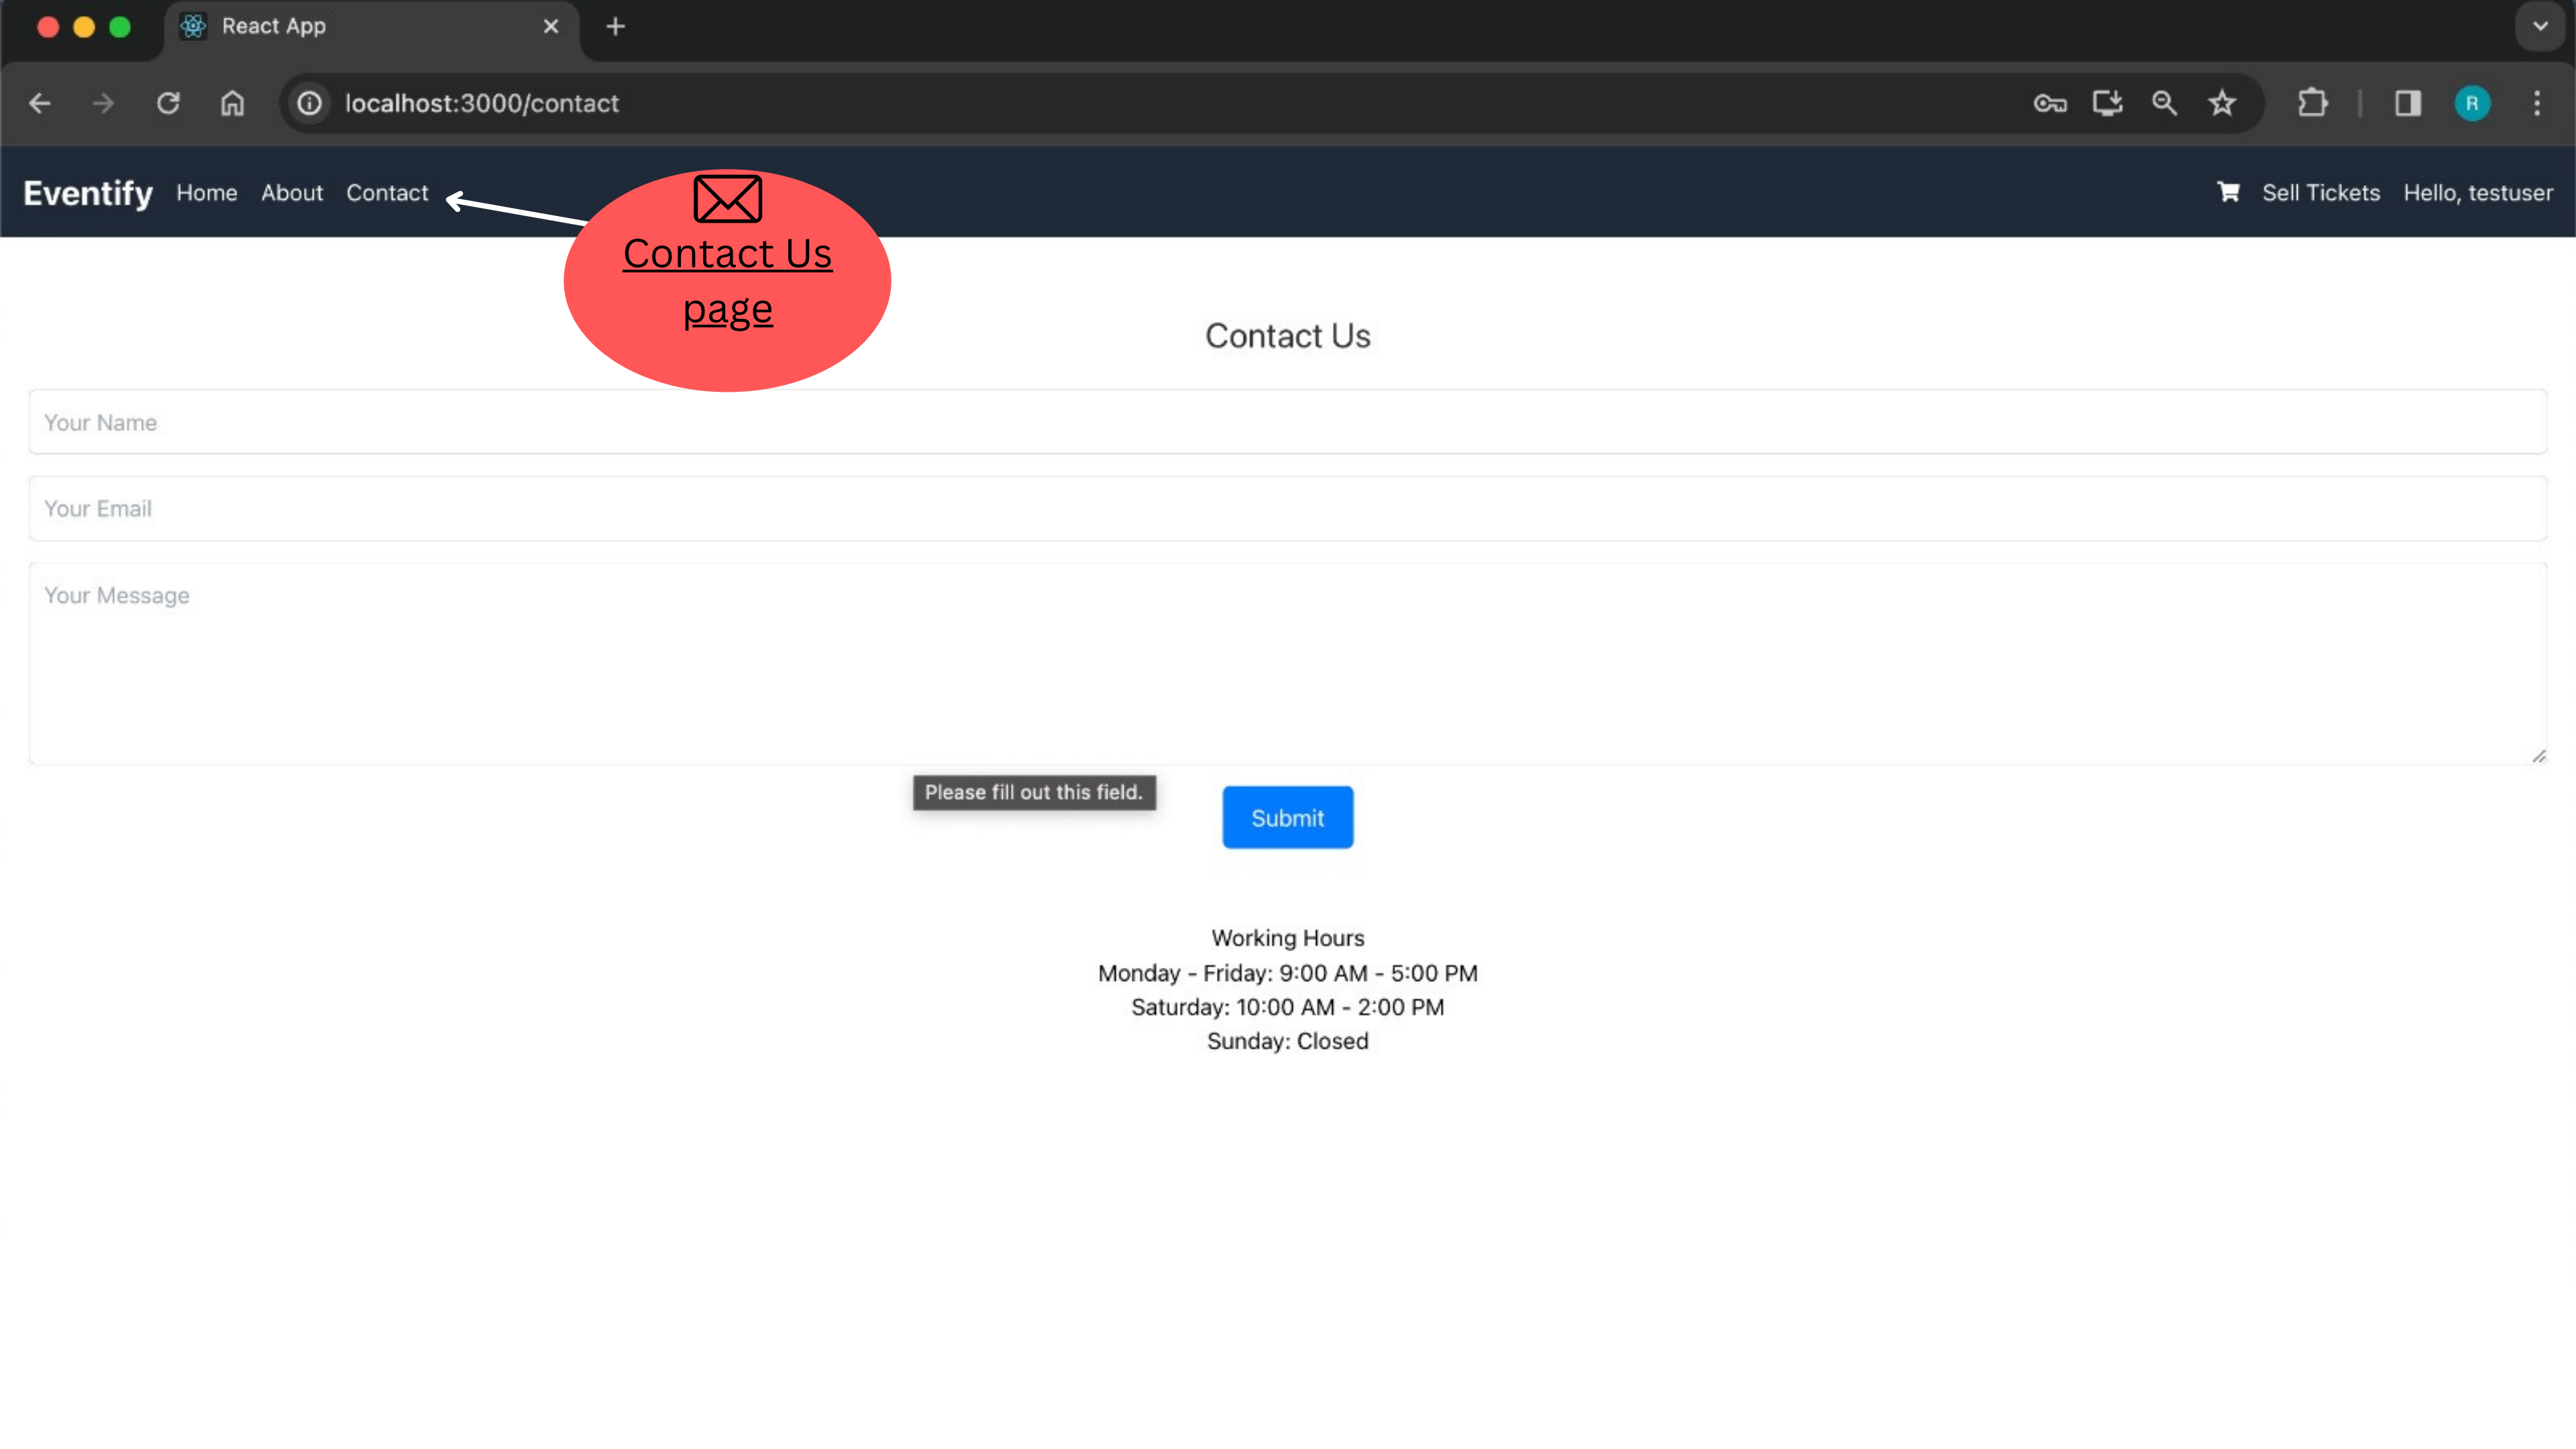 React App
localhost:3000/contact
R
Eventify Home About Contact
Sell Tickets Hello, testuser
Contact Us
page
Contact Us
Your Name
Your Email
Your Message
Please fill out this field.
Submit
Working Hours
Monday - Friday: 9:00 AM - 5:00 PM
Saturday: 10:00 AM - 2:00 PM
Sunday: Closed